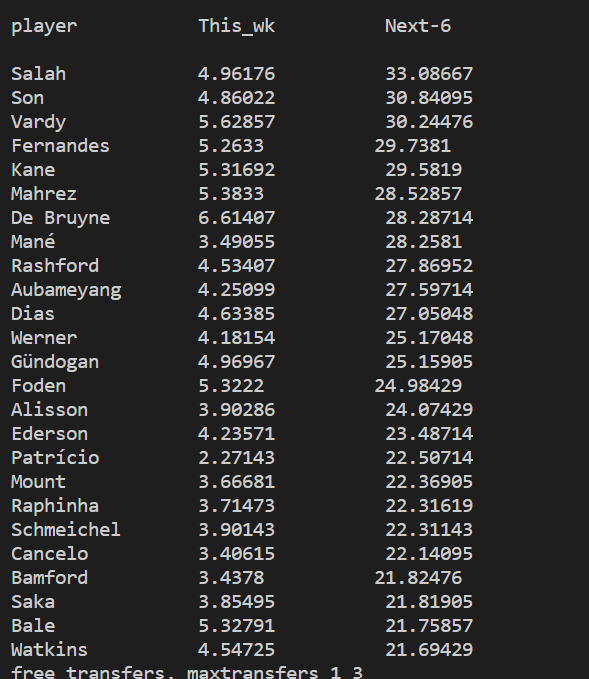 player This_wk Next-6
Salah 4.96176 33.08667
Son 4.86022 30.84095
Vardy 5.62857 30.24476
Fernandes 5.2633 29.7381
Kane 5.31692 29.5819
Mahrez 5.3833 28.52857
De Bruyne 6.61407 28.28714
Mané 3.49055 28.2581
Rashford 4.53407 27.86952
Aubameyang 4.25099 27.59714
Dias 4.63385 27.05048
Werner 4.18154 25.17048
Gündogan 4.96967 25.15905
Foden 5.3222 24.98429
Alisson 3.90286 24.07429
Ederson 4.23571 23.48714
Patrício 2.27143 22.50714
Mount 3.66681 22.36905
Raphinha 3.71473 22.31619
Schmeichel 3.90143 22.31143
Cancelo 3.40615 22.14095
Bamford 3.4378 21.82476
Saka 3.85495 21.81905
Bale 5.32791 21.75857
Watkins 4.54725 21.69429
free transfers, maxtransfers 1 3